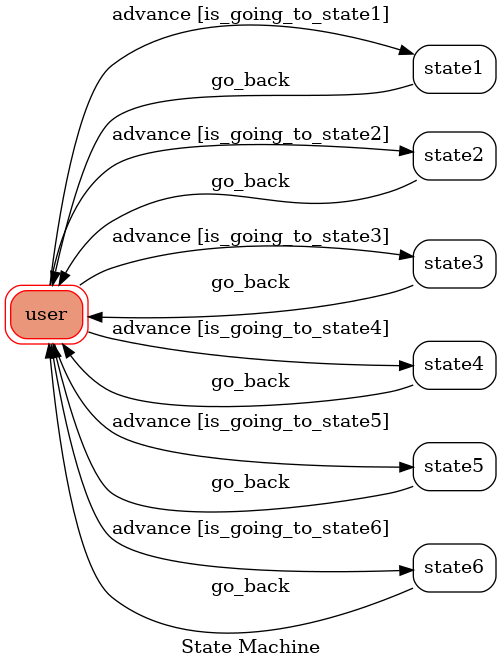 advance [is_going_to_state1]
state1
go_back
advance [is_going_to_state2]
state2
go_back
advance [is_going_to_state3]
state3
go_back
user
advance [is_going_to_state4]
state4
go_back
advance [is_going_to_state5]
state5
go_back
advance [is_going_to_state6]
state6
go_back
State Machine